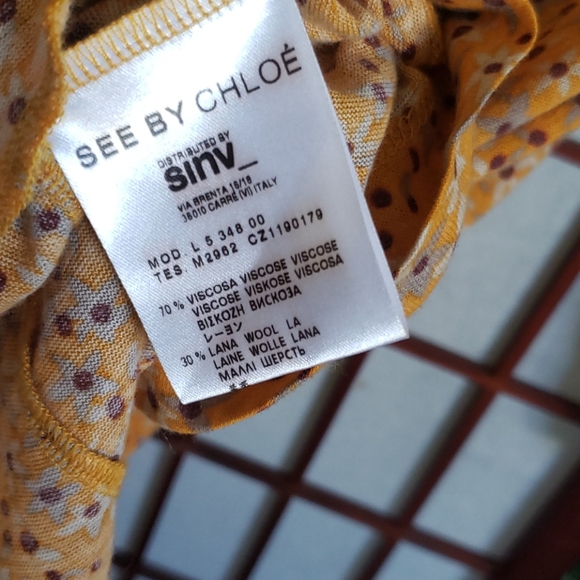 SEE BY CHLOÉ
DISTRIBUTED BY
sinv_
VIA BRENTA 16/18
36010 CARRÉ (VI) ITALY
MOD. L 5 348 00
TES. M2982 CZ1190179
70 % VISCOSA VISCOSE VISCOSE
VISCOSE VISKOSE VISCOSA
ΒΙΣΚΟΖΗ ВИСКОЗА
レーヨン
30 % LANA WOOL LA
LAINE WOLLE LANA
ΜΑΛΛΙ ШЕРСТЬ